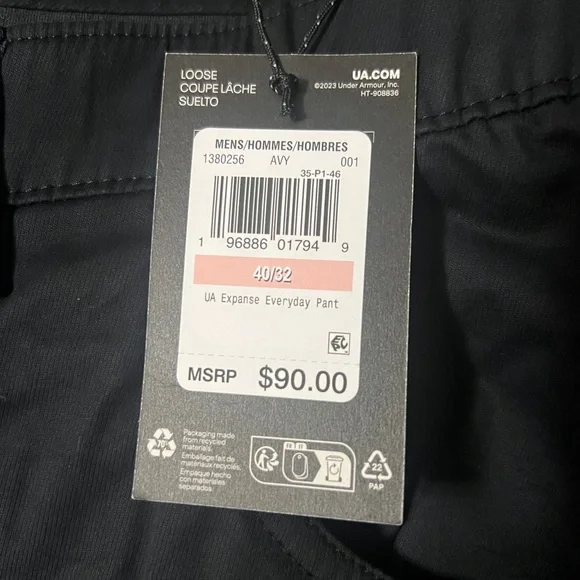 LOOSE
COUPE LÂCHE
SUELTO
UA.COM
©2023 Under Armour, Inc.
HT-908836
MENS/HOMMES/HOMBRES
1380256 AVY 001
35-P1-46
1 96886 01794 9
40/32
UA Expanse Everyday Pant
MSRP $90.00
70%
Packaging made
from recycled
materials.
Emballage fait de
matériaux recyclés.
Empaque hecho
con materiales
separados.
22
PAP